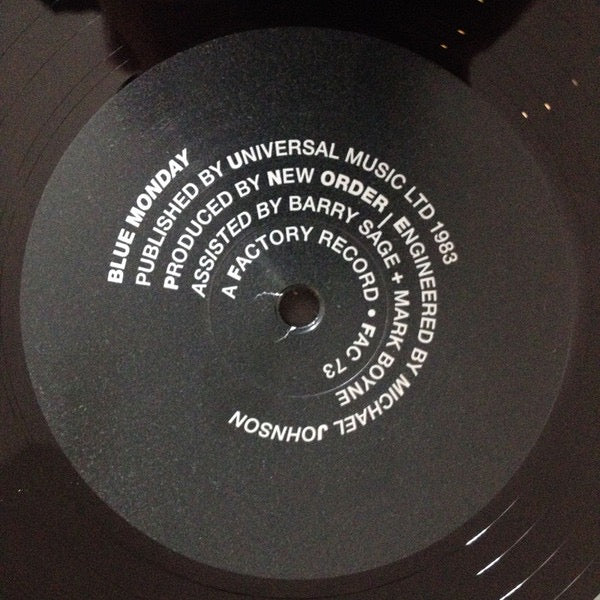 BLUE MONDAY
PUBLISHED BY UNIVERSAL MUSIC LTD 1983
PRODUCED BY NEW ORDER | ENGINEERED BY MICHAEL JOHNSON
ASSISTED BY BARRY SAGE + MARK BOYNE
A FACTORY RECORD • FAC 73